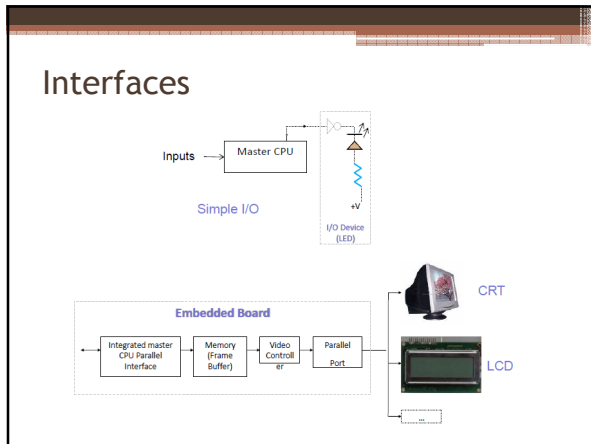 Interfaces
Inputs
Master CPU
+V
Simple I/O
I/O Device
(LED)
Embedded Board
Integrated master
CPU Parallel
Interface
Memory
(Frame
Buffer)
Video
Controll
er
Parallel
Port
CRT
LCD
...